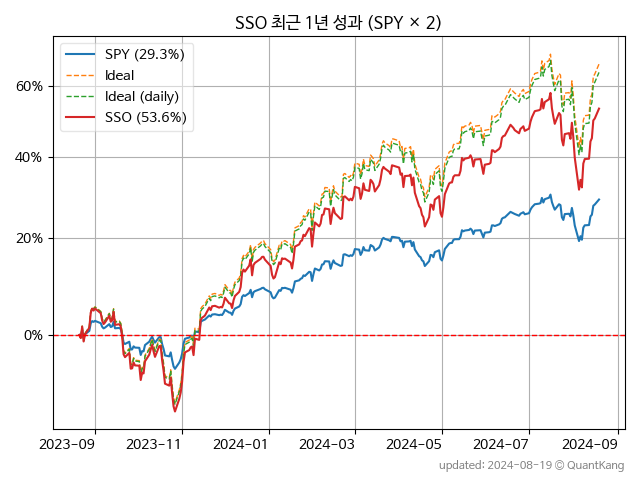 SSO 최근 1년 성과 (SPY × 2)
SPY (29.3%)
Ideal
Ideal (daily)
SSO (53.6%)
60%
40%
20%
0%
2023-09 2023-11 2024-01 2024-03 2024-05 2024-07 2024-09
updated: 2024-08-19 © QuantKang